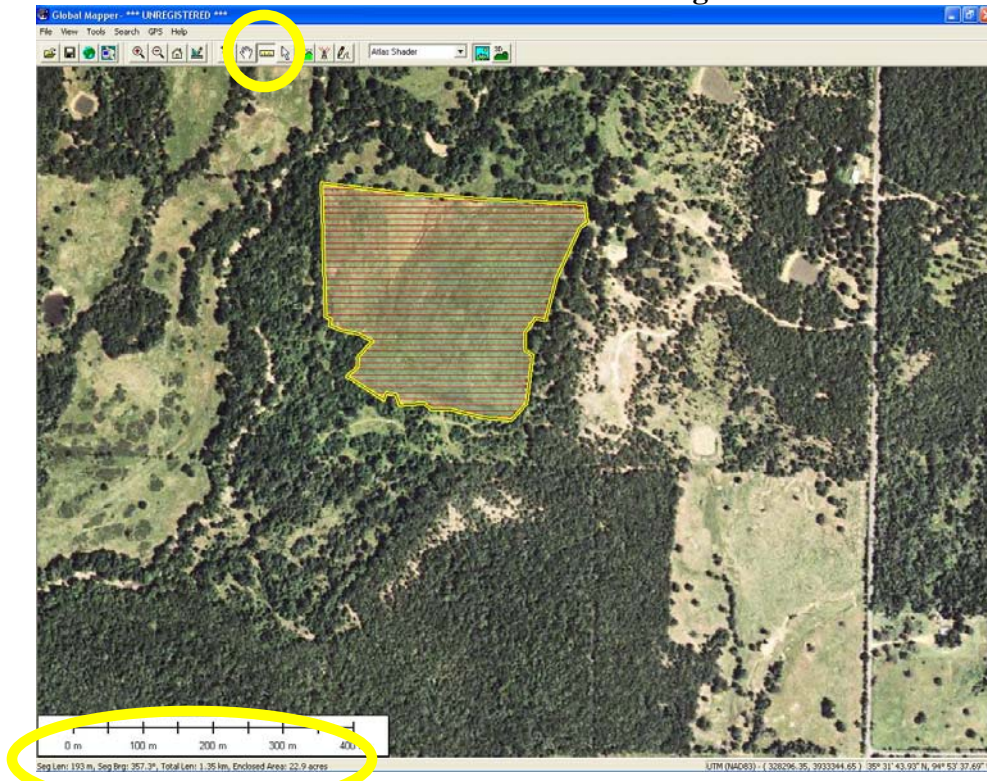 Global Mapper - *** UNREGISTERED ***
File View Tools Search GPS Help
Atlas Shader
3D
0 m 100 m 200 m 300 m 400
Seg Len: 193 m, Seg Brg: 357.3°, Total Len: 1.35 km, Enclosed Area: 22.9 acres
UTM (NAD83) - ( 328296.35, 3933344.65 ) 35° 31' 43.93" N, 94° 53' 37.69"